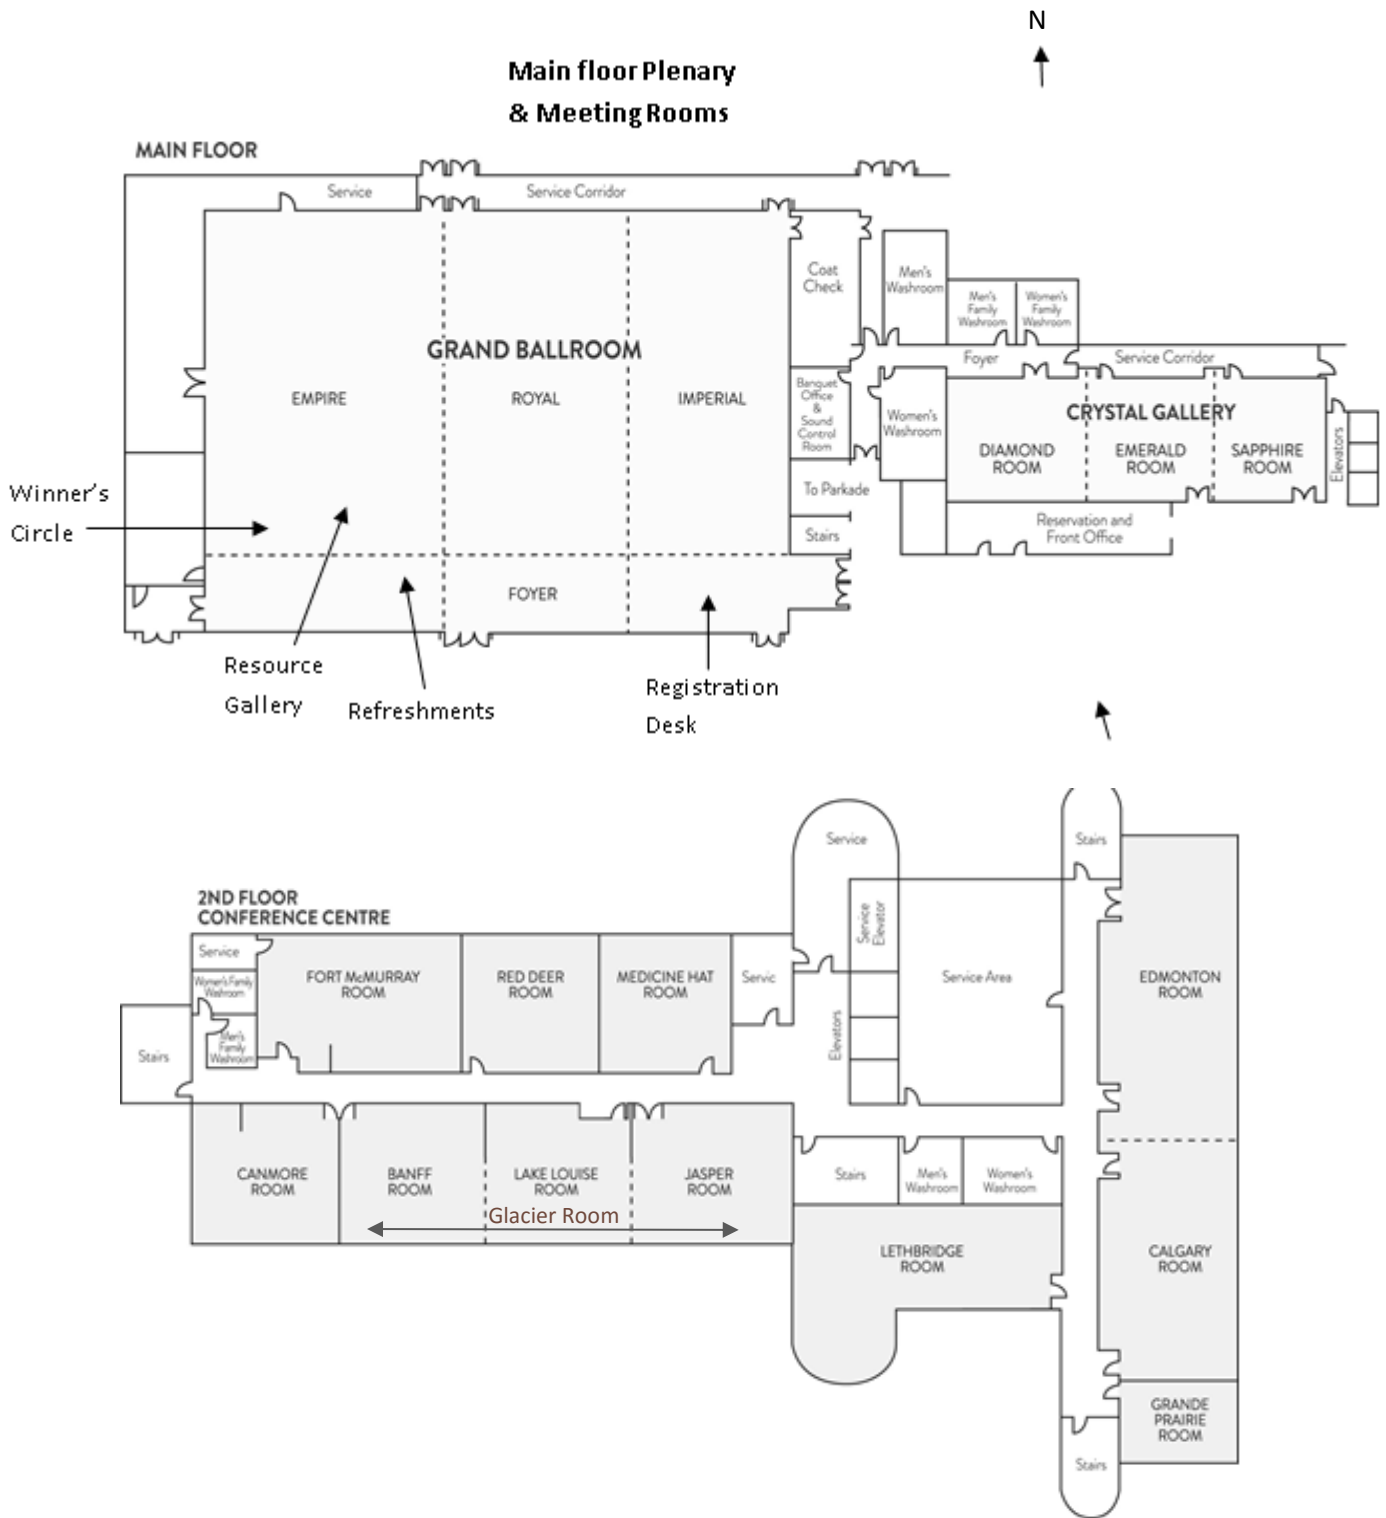 N
Main floor Plenary
& Meeting Rooms
MAIN FLOOR
Service
Service Corridor
Coat
Check
Men's
Washroom
Men's
Family
Washroom
Women's
Family
Washroom
GRAND BALLROOM
Foyer
Service Corridor
EMPIRE
ROYAL
IMPERIAL
Banquet
Office
&
Sound
Control
Room
Women's
Washroom
CRYSTAL GALLERY
DIAMOND
ROOM
EMERALD
ROOM
SAPPHIRE
ROOM
Elevators
Winner's
Circle
To Parkade
Stairs
Reservation and
Front Office
FOYER
Resource
Gallery
Refreshments
Registration
Desk
2ND FLOOR
CONFERENCE CENTRE
Service
Stairs
Service
Women's Family
Washroom
Men's
Family
Washroom
Stairs
FORT McMURRAY
ROOM
RED DEER
ROOM
MEDICINE HAT
ROOM
Servic
Service
Elevator
Elevators
Service Area
EDMONTON
ROOM
CANMORE
ROOM
BANFF
ROOM
LAKE LOUISE
ROOM
JASPER
ROOM
Glacier Room
Stairs
Men's
Washroom
Women's
Washroom
LETHBRIDGE
ROOM
CALGARY
ROOM
GRANDE
PRAIRIE
ROOM
Stairs